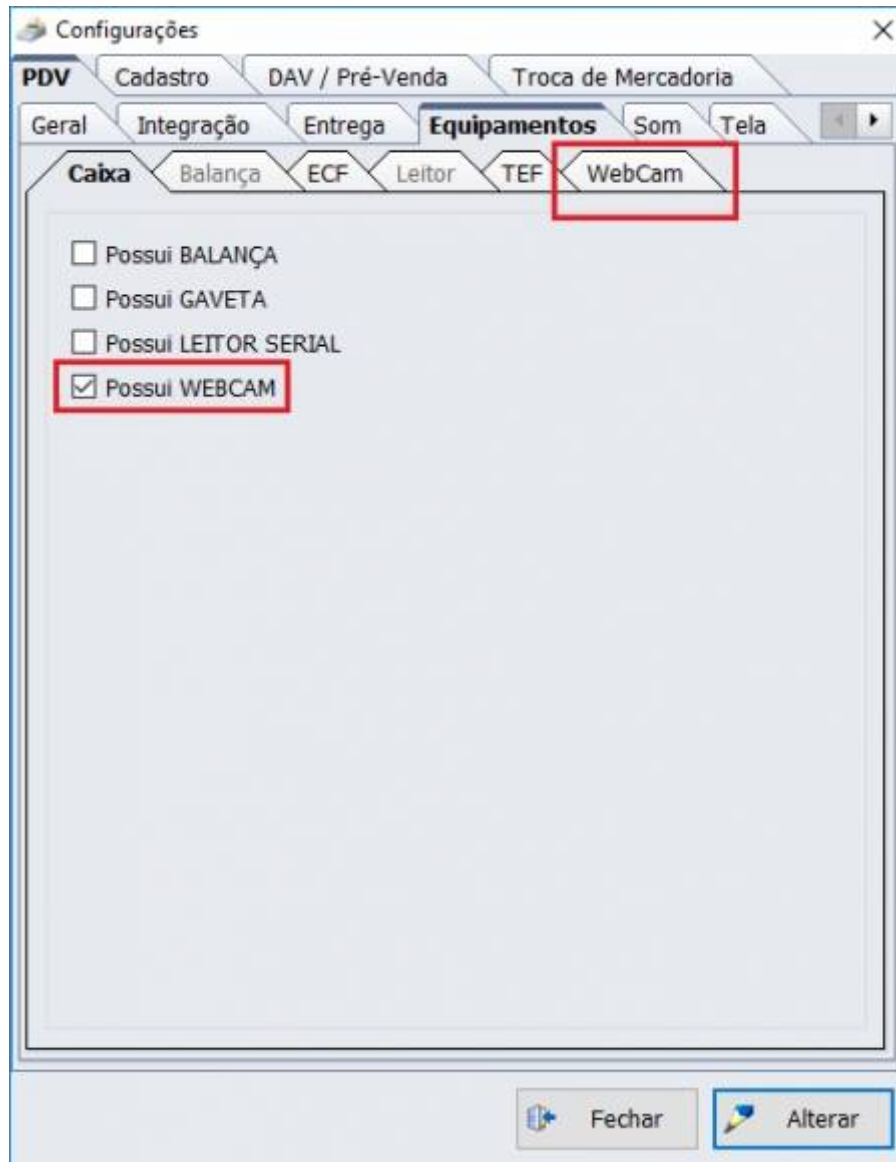 Configurações
PDV Cadastro DAV / Pré-Venda Troca de Mercadoria
Geral Integração Entrega Equipamentos Som Tela
Caixa Balança ECF Leitor TEF WebCam
Possui BALANÇA
Possui GAVETA
Possui LEITOR SERIAL
Possui WEBCAM
Fechar Alterar